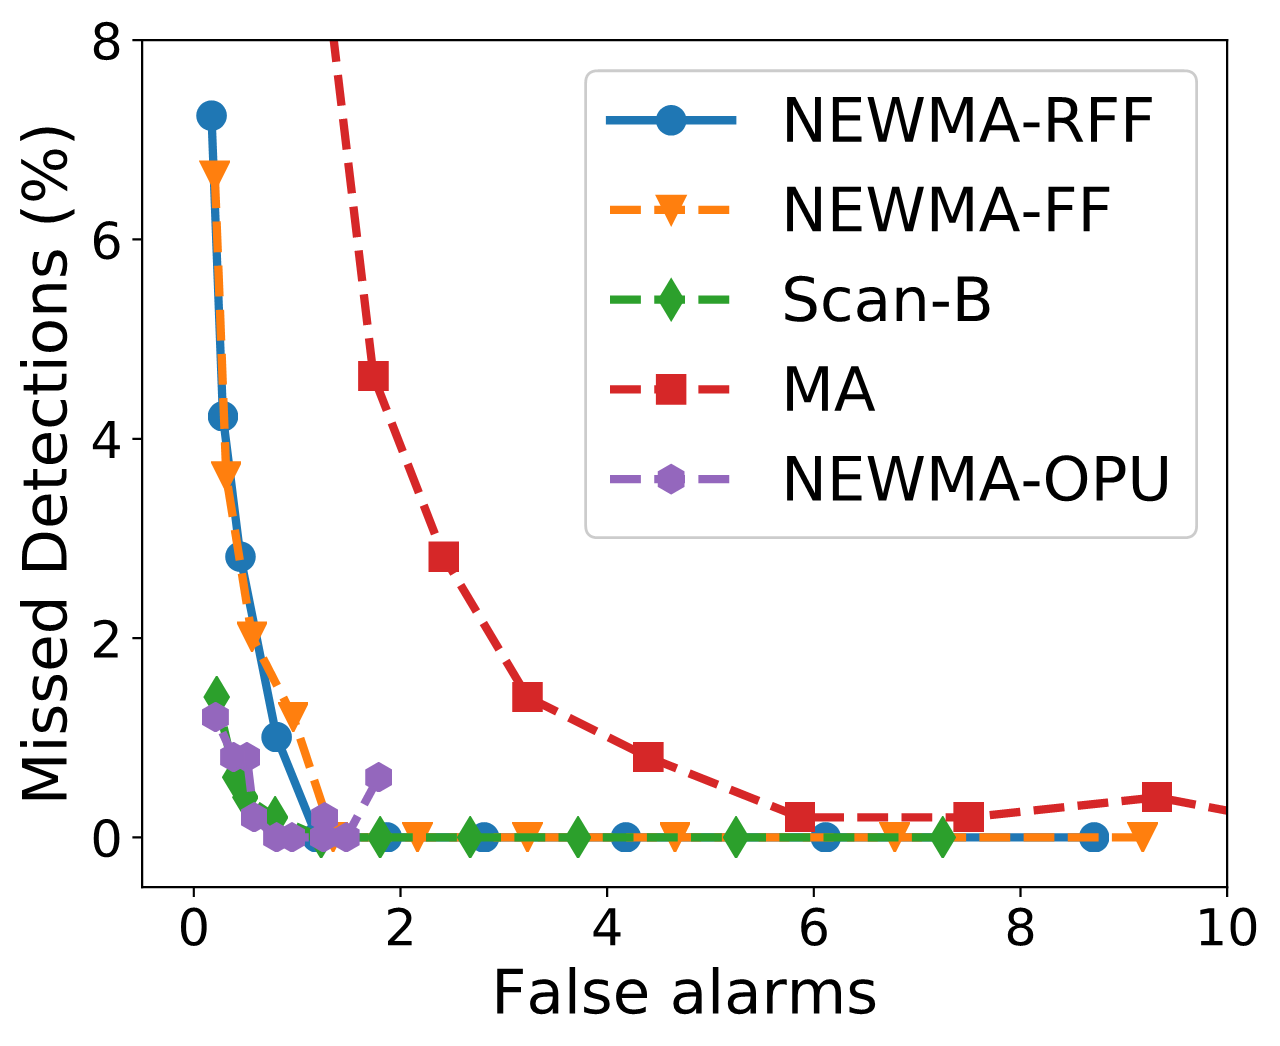 8
6
4
2
0
Missed Detections (%)
NEWMA-RFF
NEWMA-FF
Scan-B
MA
NEWMA-OPU
0 2 4 6 8 10
False alarms